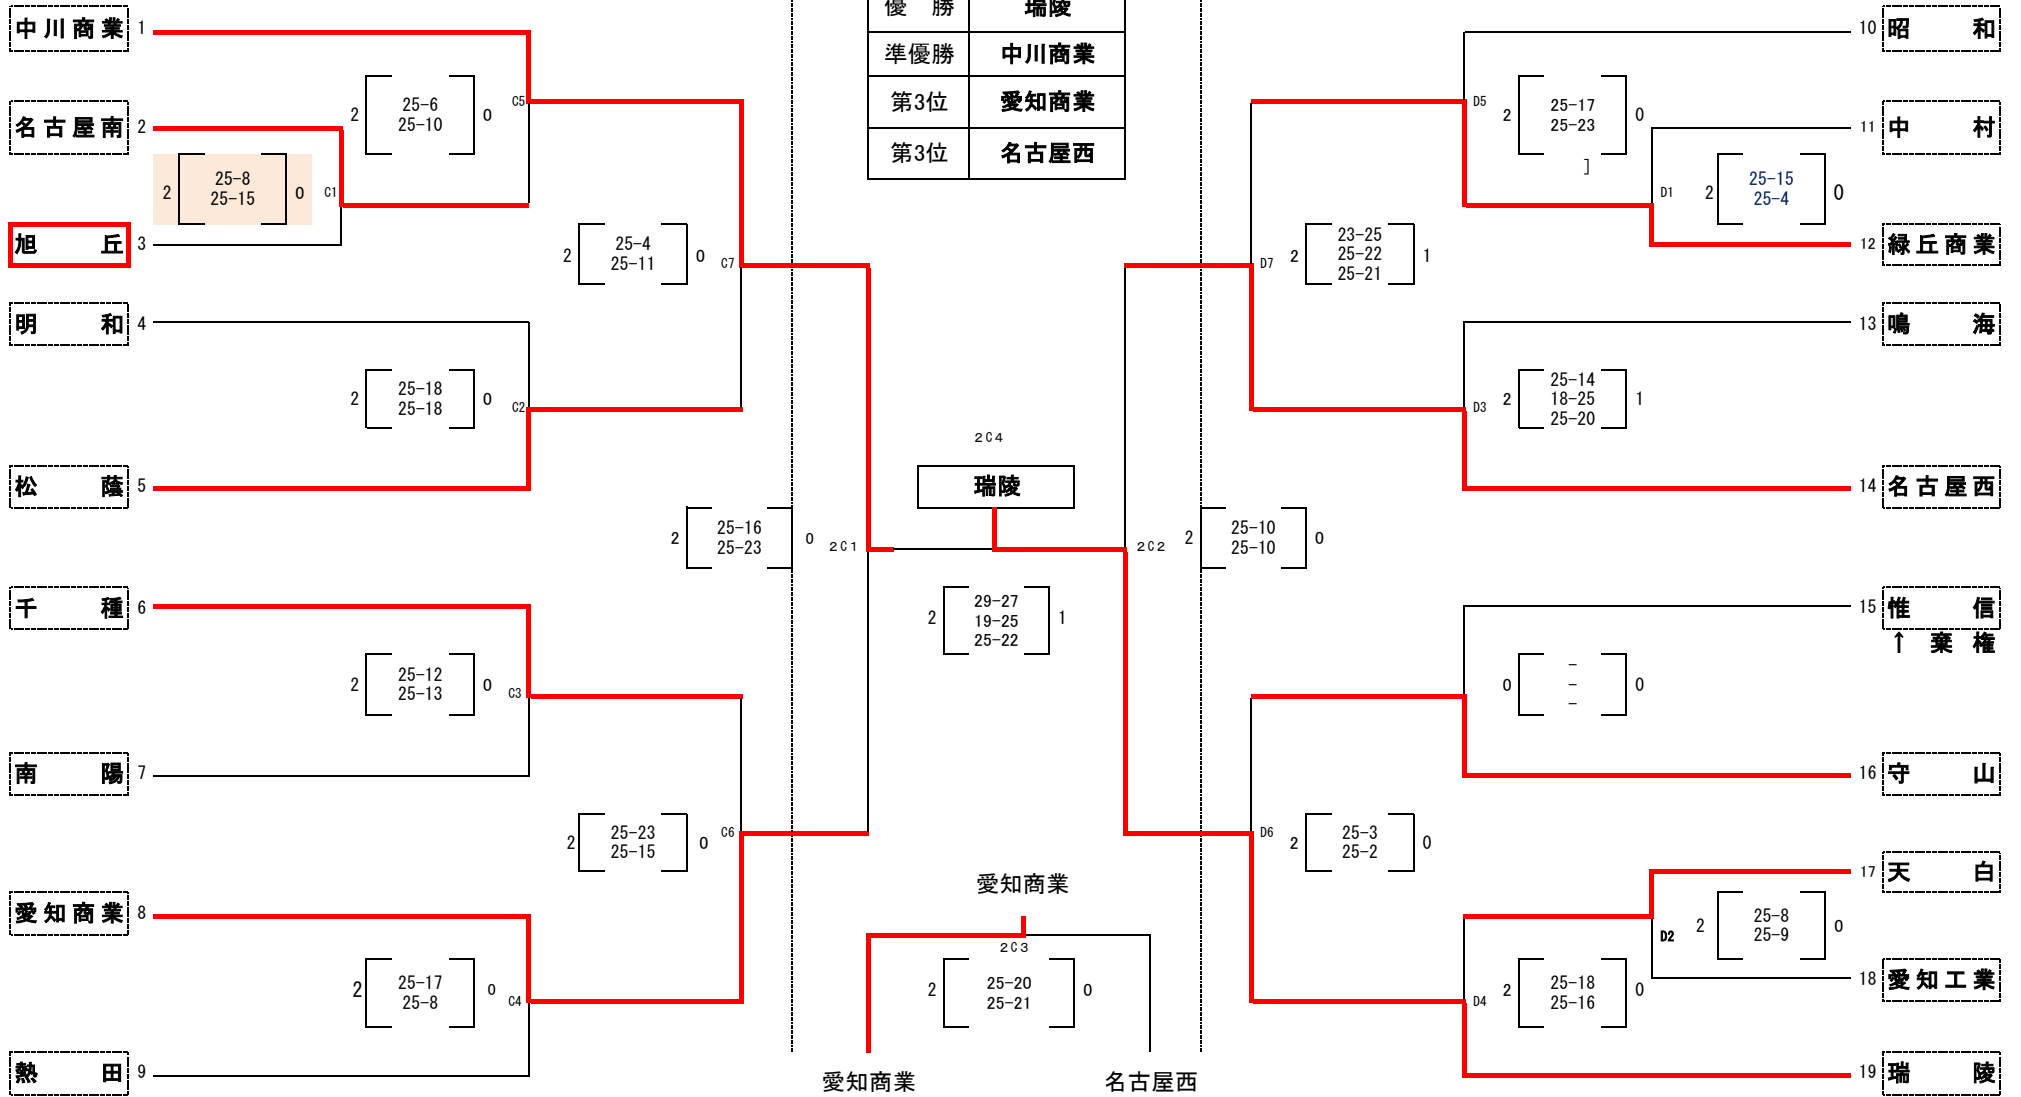 優 勝 瑞陵
準優勝 中川商業
第3位 愛知商業
第3位 名古屋西
中川商業 1
2 25-6 0 C5
25-10
名古屋南 2
2 25-8 0 C1
25-15
旭 丘 3
2 25-4 0 C7
25-11
明 和 4
2 25-18 0 C2
25-18
松 蔭 5
2 25-16 0 2C1
25-23
千 種 6
2 25-12 0 C3
25-13
南 陽 7
2 25-23 0 C6
25-15
愛知商業 8
2 25-17 0 C4
25-8
熱 田 9
2C4
瑞陵
2 29-27 1
19-25
25-22
愛知商業
2C3
2 25-20 0
25-21
愛知商業 名古屋西
10 昭 和
D5 2 25-17 0
25-23
]
11 中 村
D1 2 25-15 0
25-4
12 緑丘商業
D7 2 23-25 1
25-22
25-21
13 鳴 海
D3 2 25-14 1
18-25
25-20
14 名古屋西
2C2 2 25-10 0
25-10
15 惟 信
↑ 棄 権
0 - 0
-
-
16 守 山
D6 2 25-3 0
25-2
17 天 白
D2 2 25-8 0
25-9
18 愛知工業
D4 2 25-18 0
25-16
19 瑞 陵